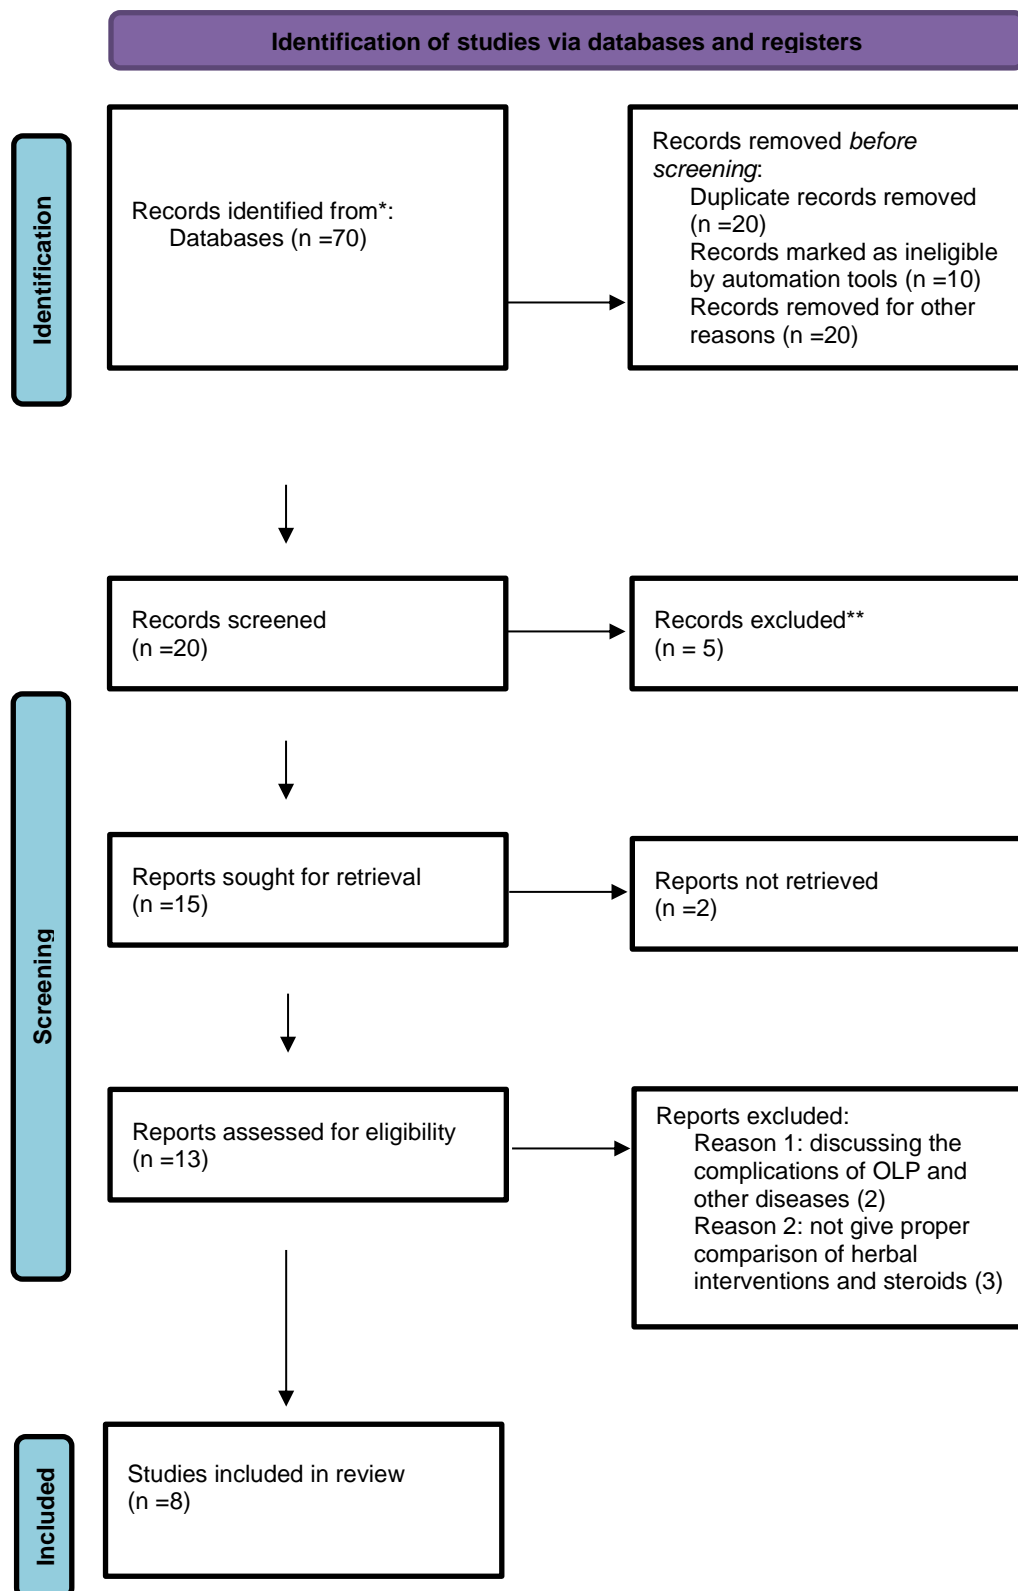 Identification of studies via databases and registers
Identification
Records identified from*:
Databases (n =70)
Records removed before
screening:
Duplicate records removed
(n =20)
Records marked as ineligible
by automation tools (n =10)
Records removed for other
reasons (n =20)
Screening
Records screened
(n =20)
Records excluded**
(n = 5)
Reports sought for retrieval
(n =15)
Reports not retrieved
(n =2)
Reports assessed for eligibility
(n =13)
Reports excluded:
Reason 1: discussing the
complications of OLP and
other diseases (2)
Reason 2: not give proper
comparison of herbal
interventions and steroids (3)
Included
Studies included in review
(n =8)